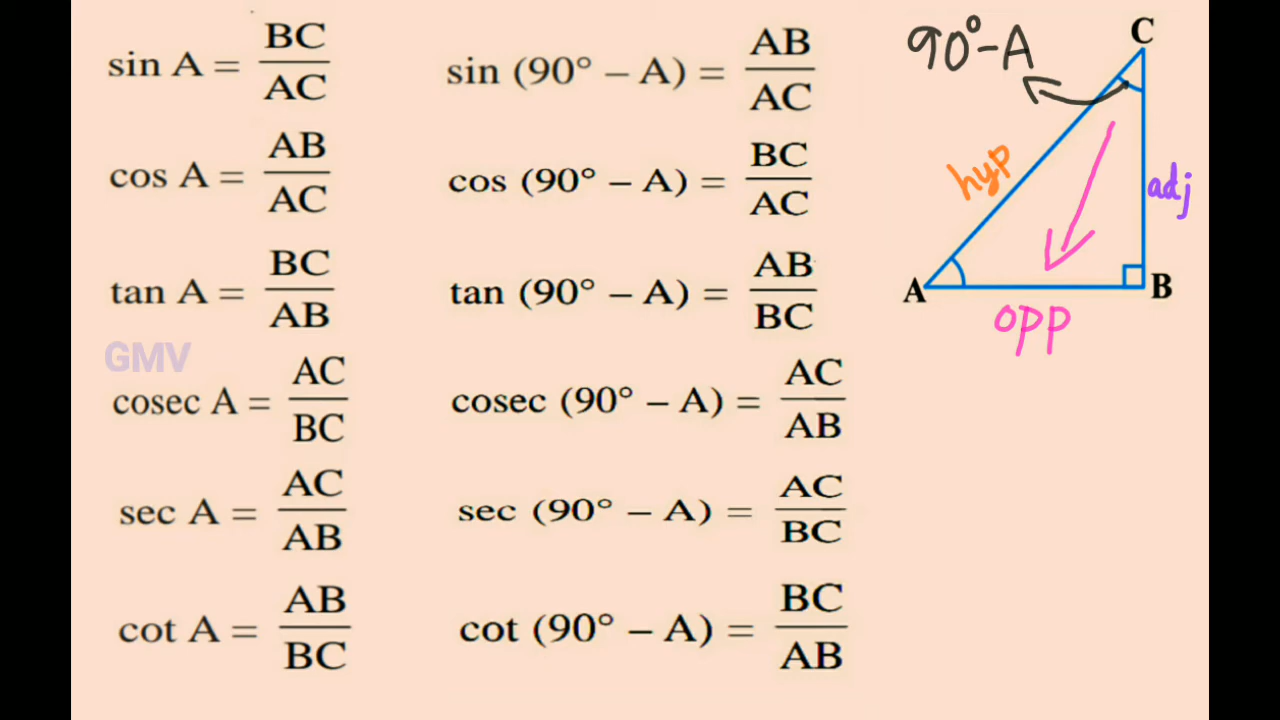 sin A = BC/AC
sin (90° – A) = AB/AC
cos A = AB/AC
cos (90° – A) = BC/AC
tan A = BC/AB
tan (90° – A) = AB/BC
GMV
cosec A = AC/BC
cosec (90° – A) = AC/AB
sec A = AC/AB
sec (90° – A) = AC/BC
cot A = AB/BC
cot (90° – A) = BC/AB
90°-A
C
hyp
adj
A
B
opp